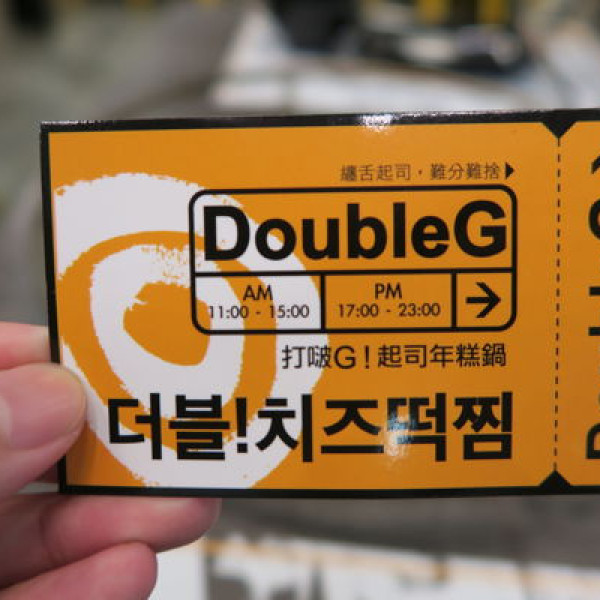 纏舌起司，難分難捨▶
DoubleG
AM
11:00 - 15:00
PM
17:00 - 23:00
→
打啵G！起司年糕鍋
더블!치즈떡찜